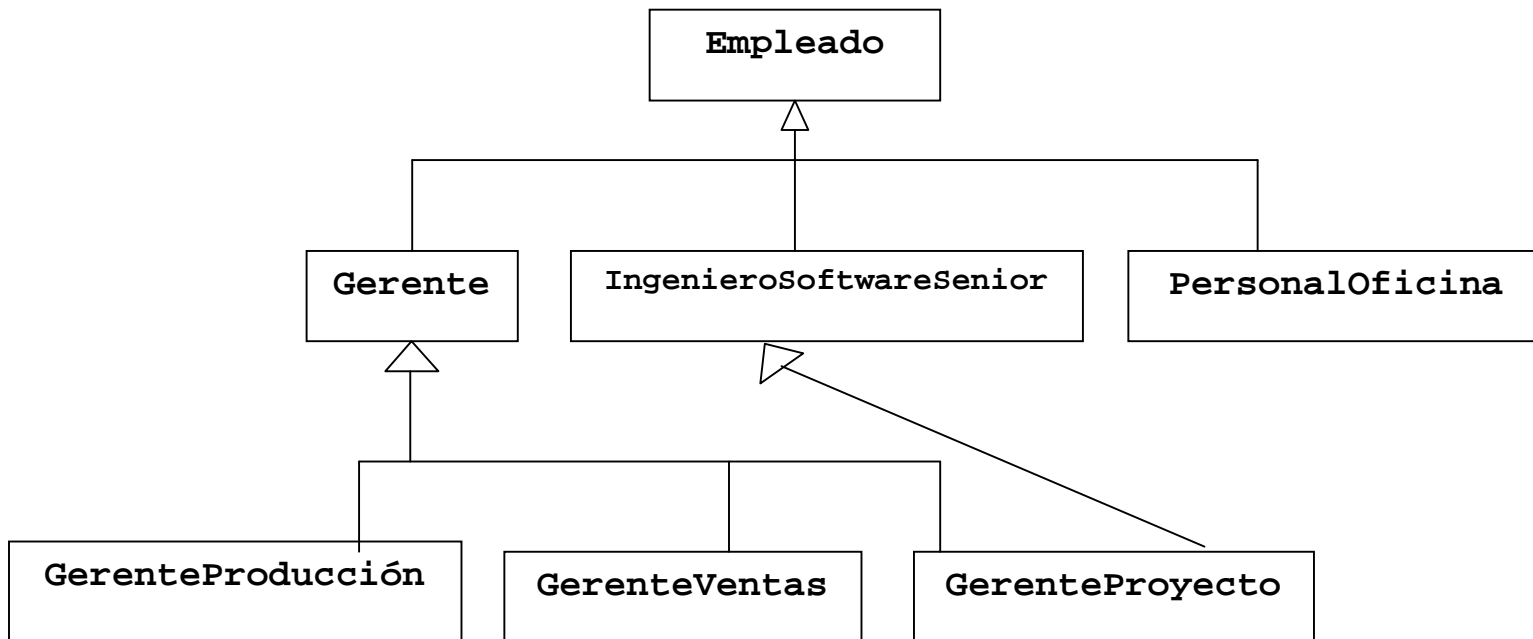 Empleado
Gerente
IngenieroSoftwareSenior
PersonalOficina
GerenteProducción
GerenteVentas
GerenteProyecto